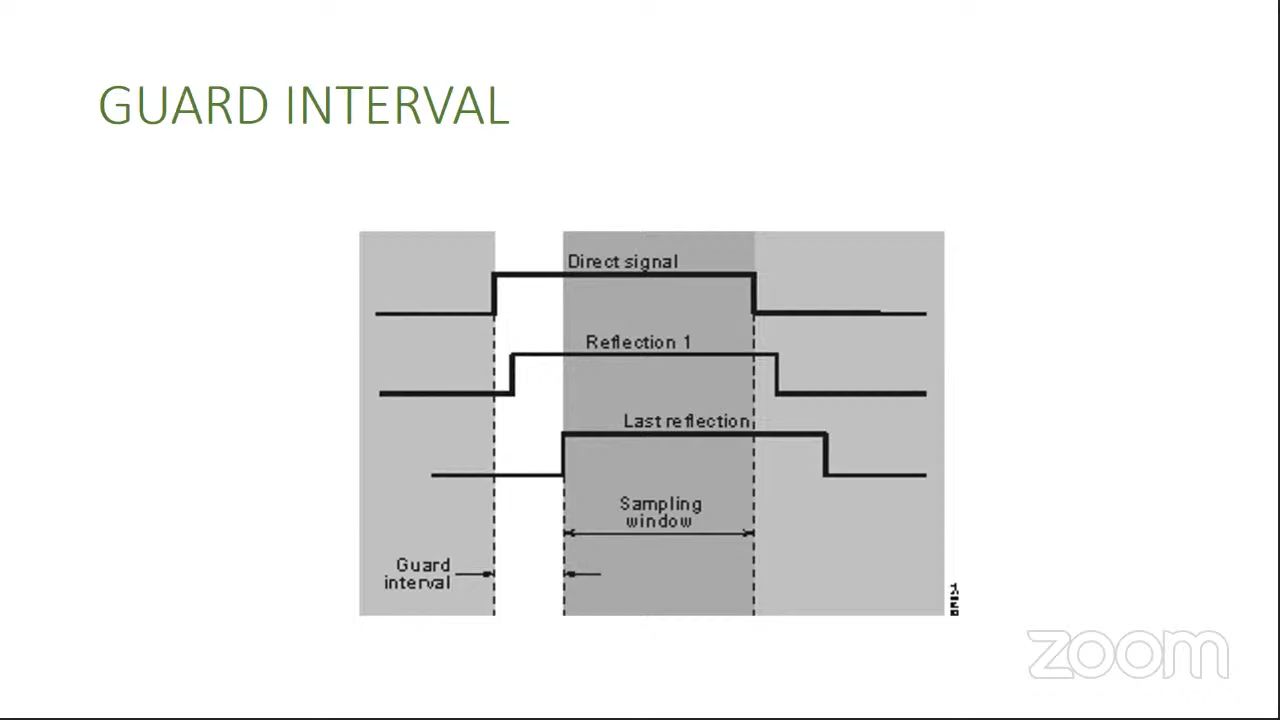 GUARD INTERVAL
Direct signal
Reflection 1
Last reflection
Sampling
window
Guard
interval
zoom